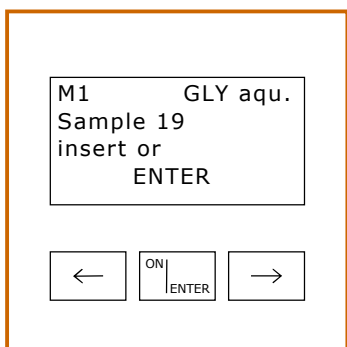 M1 GLY aqu.
Sample 19
insert or
ENTER
← ON ENTER →